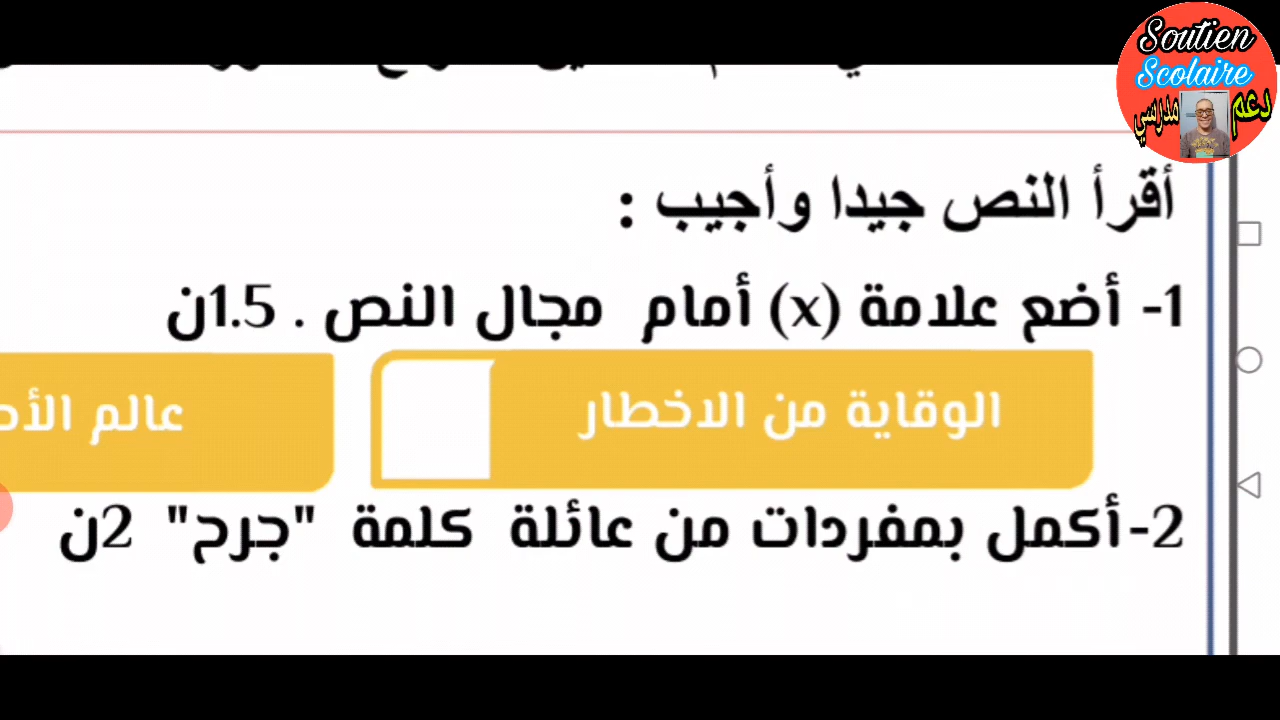 Soutien
Scolaire
دعم مدرسي
أقرأ النص جيدا وأجيب :
1- أضع علامة (x) أمام مجال النص . 1.5ن
الوقاية من الاخطار
عالم
2-أكمل بمفردات من عائلة كلمة "جرح" 2ن